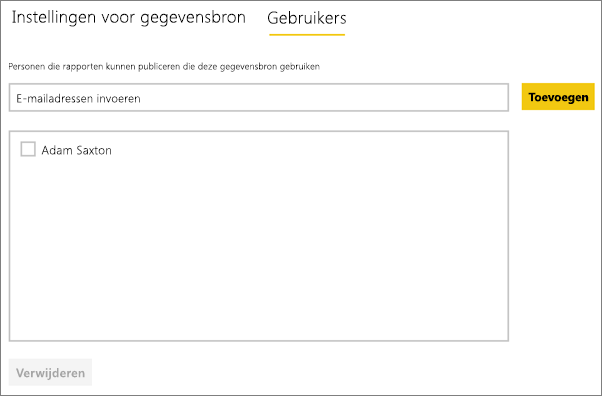 Instellingen voor gegevensbron Gebruikers
Personen die rapporten kunnen publiceren die deze gegevensbron gebruiken
E-mailadressen invoeren Toevoegen
Adam Saxton
Verwijderen